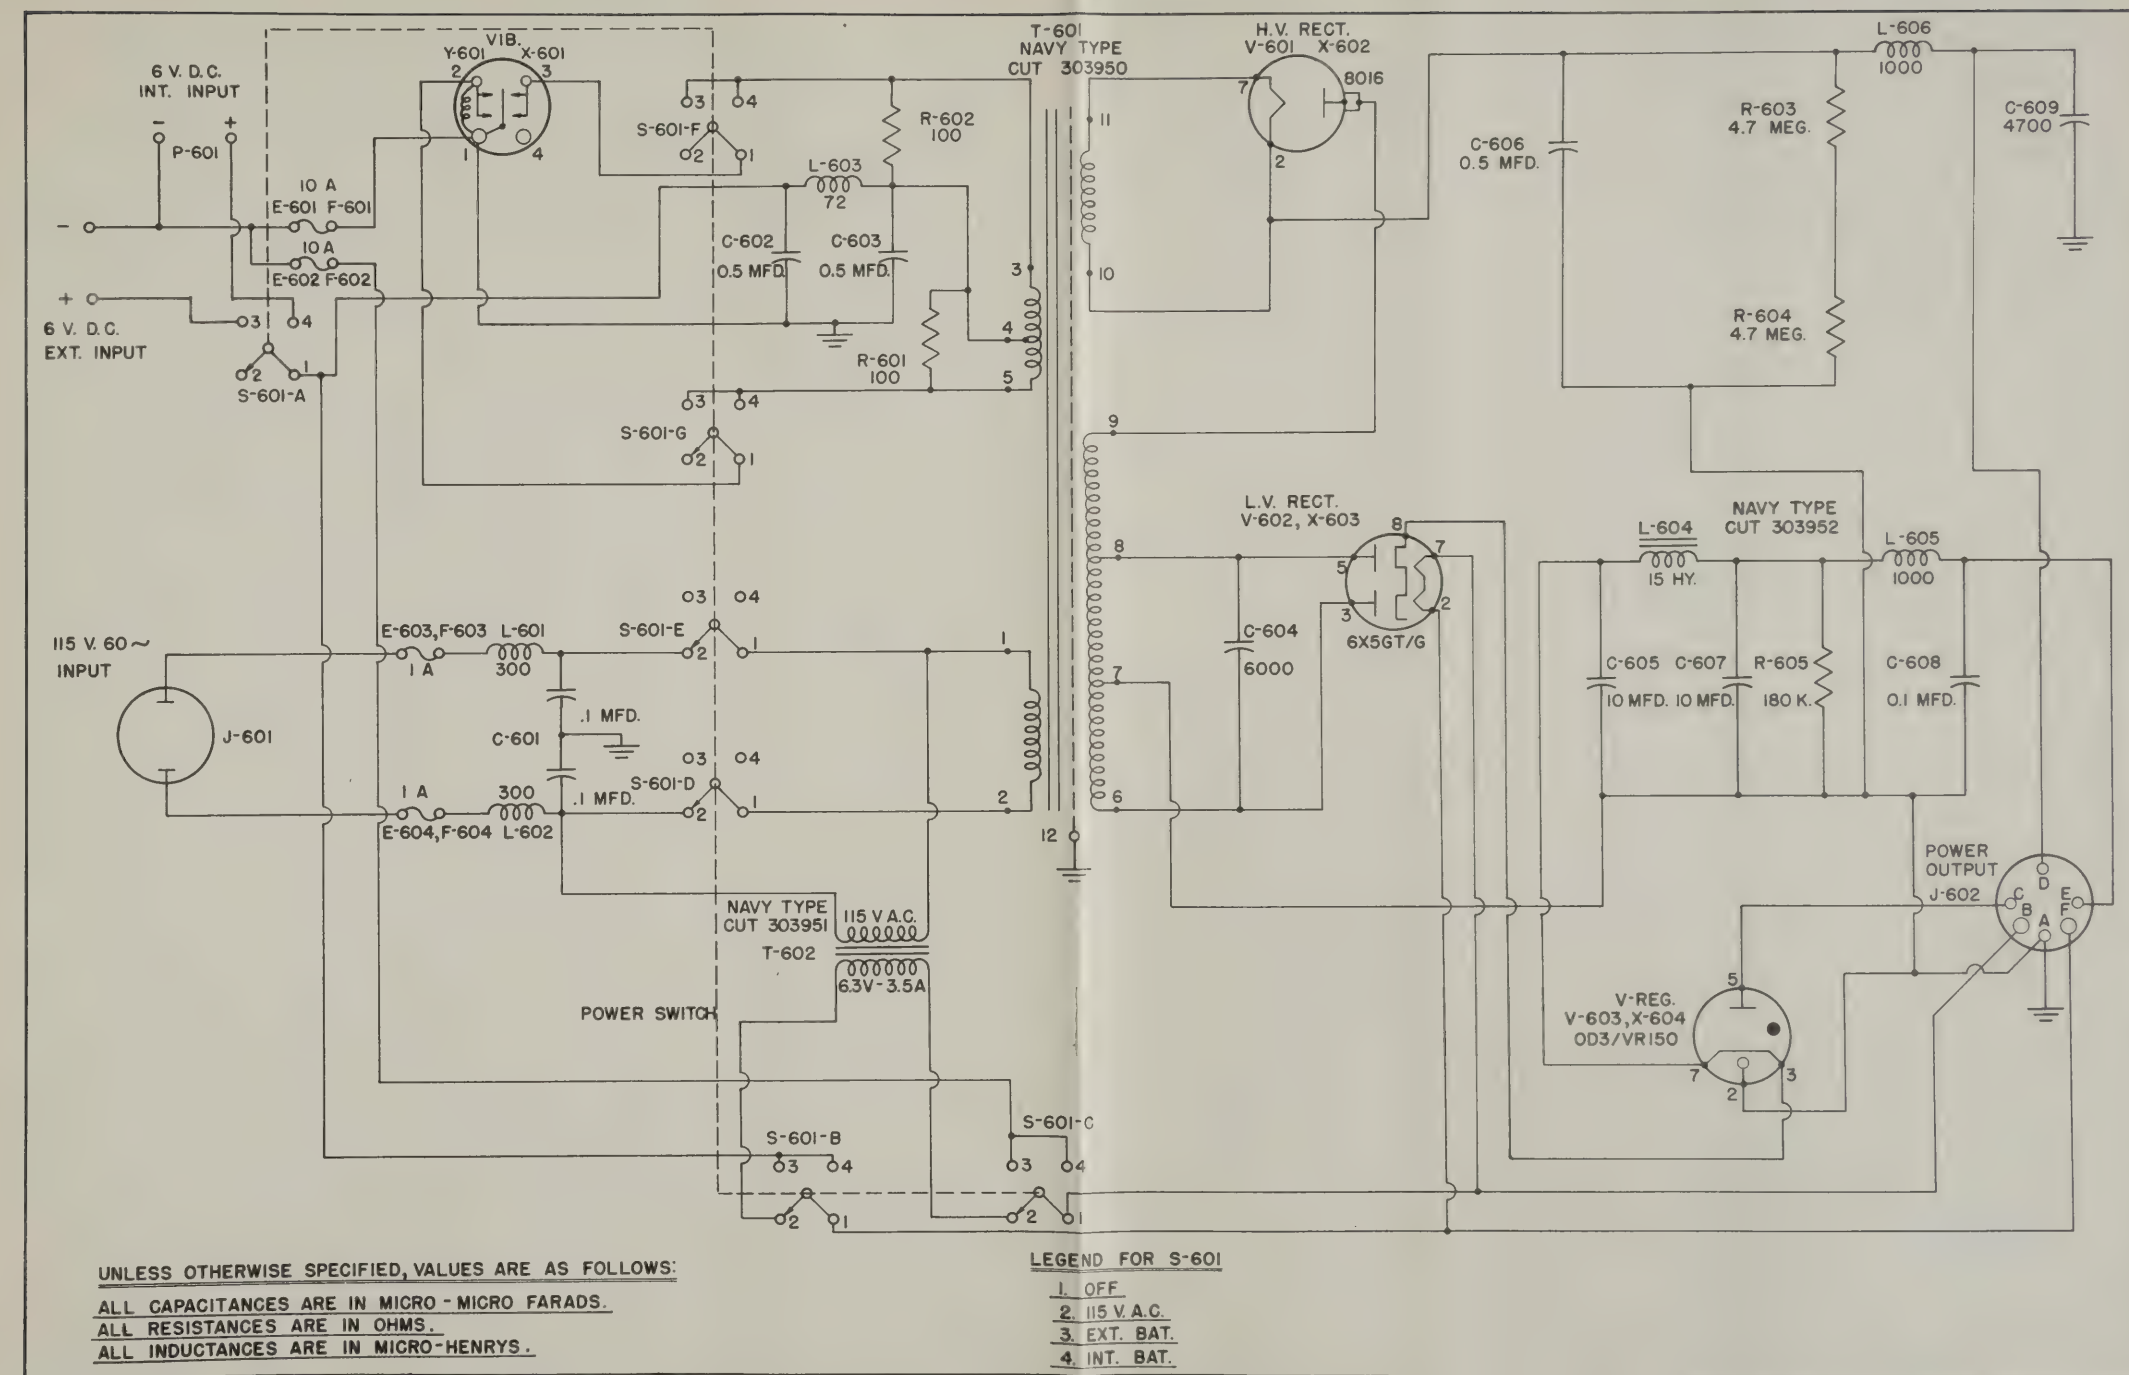 6 V. D.C.
INT. INPUT
-
+
P-601
VIB.
Y-601 X-601
2
3
1
4
10 A
E-601 F-601
10 A
E-602 F-602
-
+
6 V. D.C.
EXT. INPUT
3
4
2
1
S-601-A
3
4
S-601-F
2
1
R-602
100
L-603
72
C-602
0.5 MFD.
C-603
0.5 MFD.
R-601
100
3
4
S-601-G
2
1
T-601
NAVY TYPE
CUT 303950
3
4
5
11
10
9
8
7
6
12
1
2
H.V. RECT.
V-601 X-602
8016
7
2
L-606
1000
R-603
4.7 MEG.
C-606
0.5 MFD.
C-609
4700
R-604
4.7 MEG.
L.V. RECT.
V-602, X-603
8
7
5
3
2
6X5GT/G
C-604
6000
L-604
15 HY.
NAVY TYPE
CUT 303952
L-605
1000
C-605
10 MFD.
C-607
10 MFD.
R-605
180 K.
C-608
0.1 MFD.
115 V. 60~
INPUT
J-601
E-603, F-603 L-601
1 A
300
3
4
S-601-E
2
1
.1 MFD.
C-601
.1 MFD.
3
4
S-601-D
2
1
1 A
300
E-604, F-604 L-602
NAVY TYPE
CUT 303951
T-602
115 V A.C.
6.3V-3.5A
POWER SWITCH
POWER
OUTPUT
J-602
D
C
E
B
A
F
5
V-REG.
V-603, X-604
OD3/VR150
7
3
2
S-601-B
3
4
2
1
S-601-C
3
4
2
1
UNLESS OTHERWISE SPECIFIED, VALUES ARE AS FOLLOWS:
ALL CAPACITANCES ARE IN MICRO-MICRO FARADS.
ALL RESISTANCES ARE IN OHMS.
ALL INDUCTANCES ARE IN MICRO-HENRYS.
LEGEND FOR S-601
1. OFF
2. 115 V. A.C.
3. EXT. BAT.
4. INT. BAT.